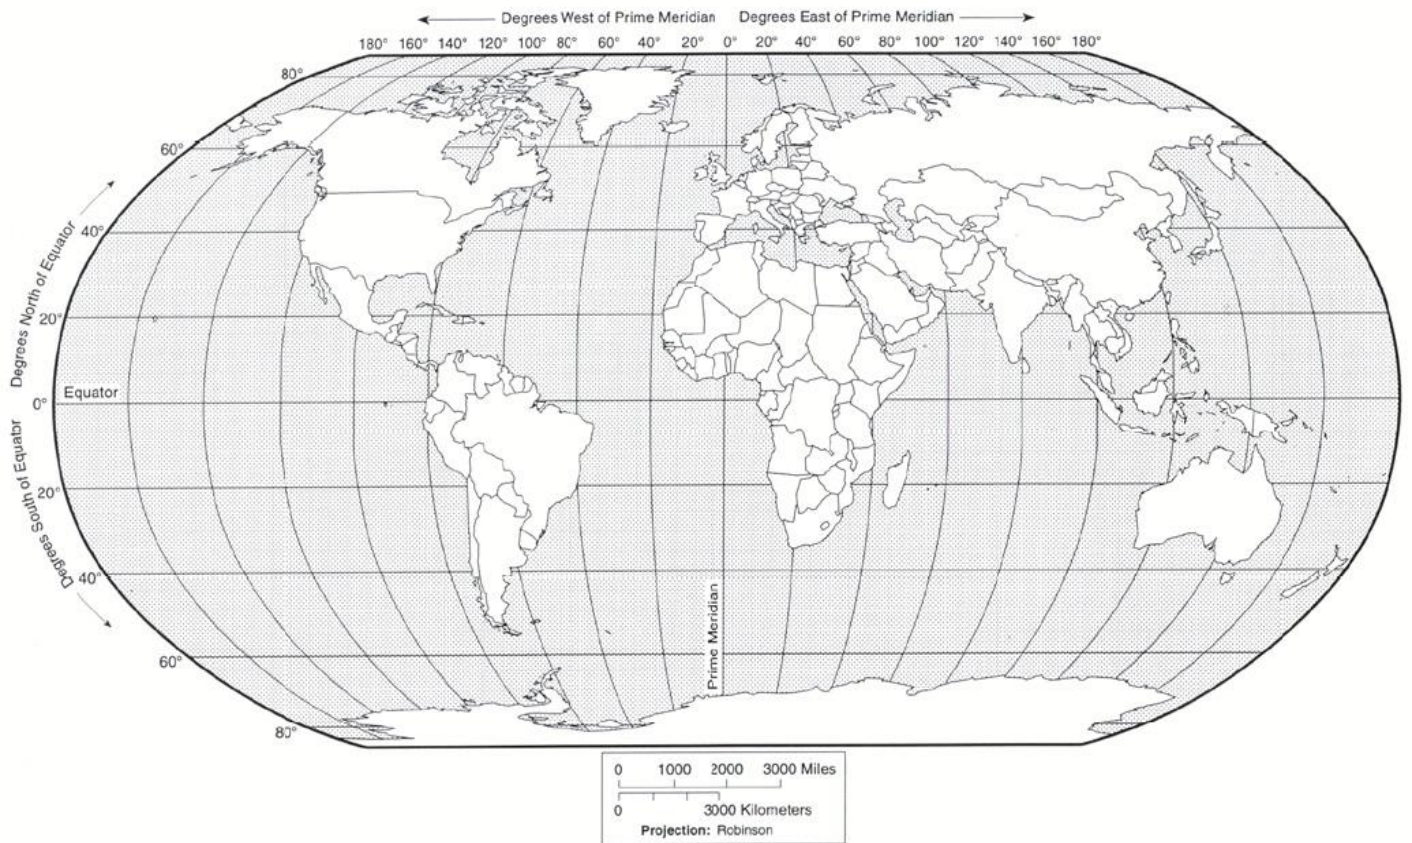 Degrees West of Prime Meridian Degrees East of Prime Meridian
180° 160° 140° 120° 100° 80° 60° 40° 20° 0° 20° 40° 60° 80° 100° 120° 140° 160° 180°
80°
60°
40°
20°
0°
20°
40°
60°
80°
Degrees North of Equator
Equator
Degrees South of Equator
Prime Meridian
0 1000 2000 3000 Miles
0 3000 Kilometers
Projection: Robinson